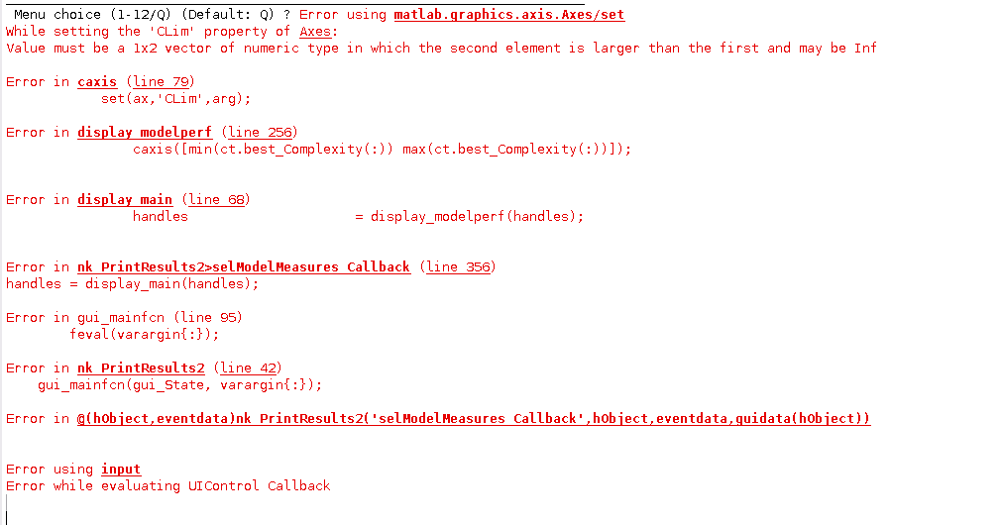 Menu choice (1-12/Q) (Default: Q) ? Error using matlab.graphics.axis.Axes/set
While setting the 'CLim' property of Axes:
Value must be a 1x2 vector of numeric type in which the second element is larger than the first and may be Inf
Error in caxis (line 79)
set(ax,'CLim',arg);
Error in display_modelperf (line 256)
caxis([min(ct.best_Complexity(:)) max(ct.best_Complexity(:))]);
Error in display_main (line 68)
handles = display_modelperf(handles);
Error in nk_PrintResults2>selModelMeasures_Callback (line 356)
handles = display_main(handles);
Error in gui_mainfcn (line 95)
feval(varargin{:});
Error in nk_PrintResults2 (line 42)
gui_mainfcn(gui_State, varargin{:});
Error in @(hObject,eventdata)nk_PrintResults2('selModelMeasures_Callback',hObject,eventdata,guidata(hObject))
Error using input
Error while evaluating UIControl Callback